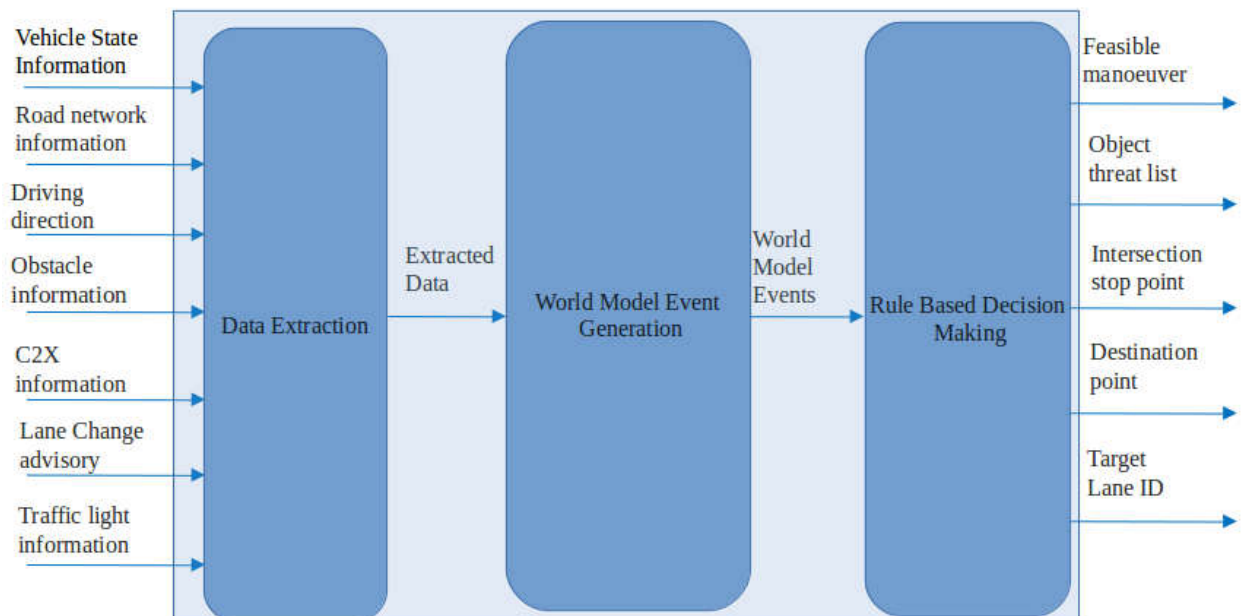 Vehicle State
Information
Road network
information
Driving
direction
Obstacle
information
C2X
information
Lane Change
advisory
Traffic light
information
Data Extraction
Extracted
Data
World Model Event
Generation
World
Model
Events
Rule Based Decision
Making
Feasible
manoeuver
Object
threat list
Intersection
stop point
Destination
point
Target
Lane ID